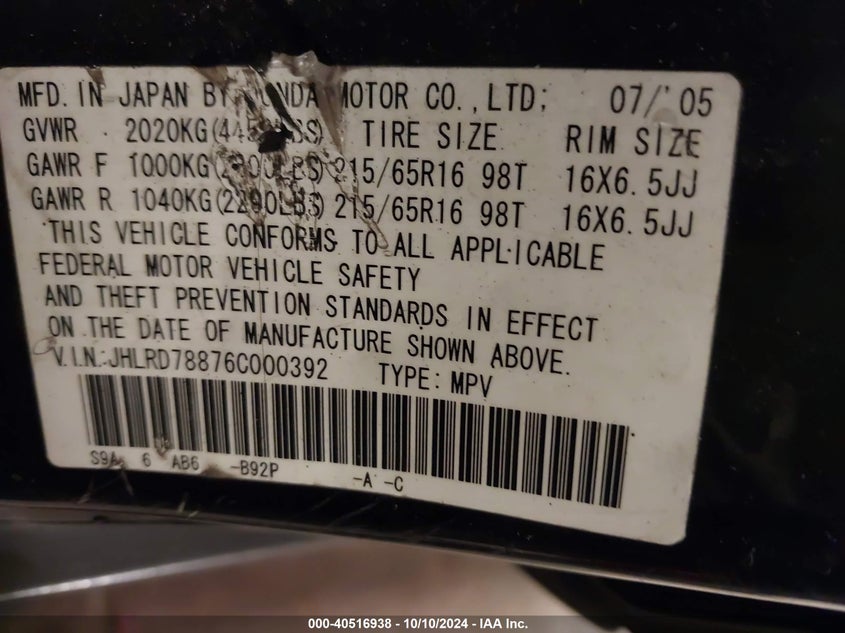 MFD. IN JAPAN BY HONDA MOTOR CO.,LTD: 07/'05
GVWR 2020KG( TIRE SIZE RIM SIZE
GAWR F 1000KG( 215/65R16 98T 16X6.5JJ
GAWR R 1040KG(2290LBS) 215/65R16 98T 16X6.5JJ
THIS VEHICLE CONFORMS TO ALL APPLICABLE
FEDERAL MOTOR VEHICLE SAFETY
AND THEFT PREVENTION STANDARDS IN EFFECT
ON THE DATE OF MANUFACTURE SHOWN ABOVE.
V.I.N.:JHLRD78876C000392 TYPE: MPV
S9A 6 AB6 -B92P -A -C
000-40516938 - 10/10/2024 - IAA Inc.